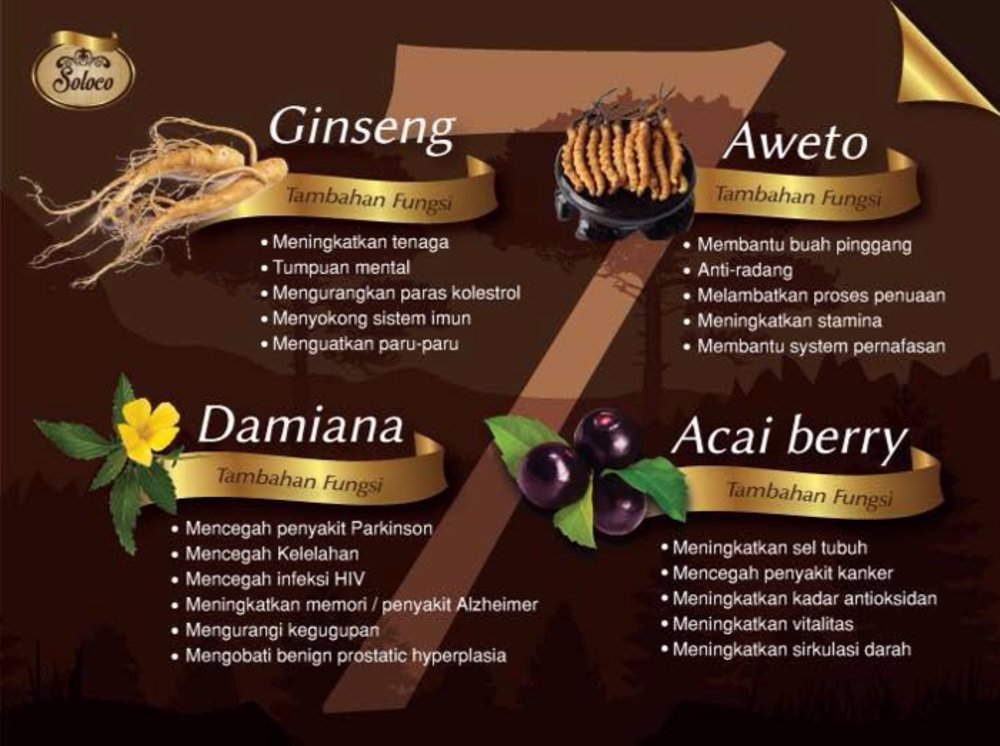 Soloco
Ginseng
Tambahan Fungsi
• Meningkatkan tenaga
• Tumpuan mental
• Mengurangkan paras kolestrol
• Menyokong sistem imun
• Menguatkan paru-paru
Aweto
Tambahan Fungsi
• Membantu buah pinggang
• Anti-radang
• Melambatkan proses penuaan
• Meningkatkan stamina
• Membantu system pernafasan
7
Damiana
Tambahan Fungsi
• Mencegah penyakit Parkinson
• Mencegah Kelelahan
• Mencegah infeksi HIV
• Meningkatkan memori / penyakit Alzheimer
• Mengurangi kegugupan
• Mengobati benign prostatic hyperplasia
Acai berry
Tambahan Fungsi
• Meningkatkan sel tubuh
• Mencegah penyakit kanker
• Meningkatkan kadar antioksidan
• Meningkatkan vitalitas
• Meningkatkan sirkulasi darah